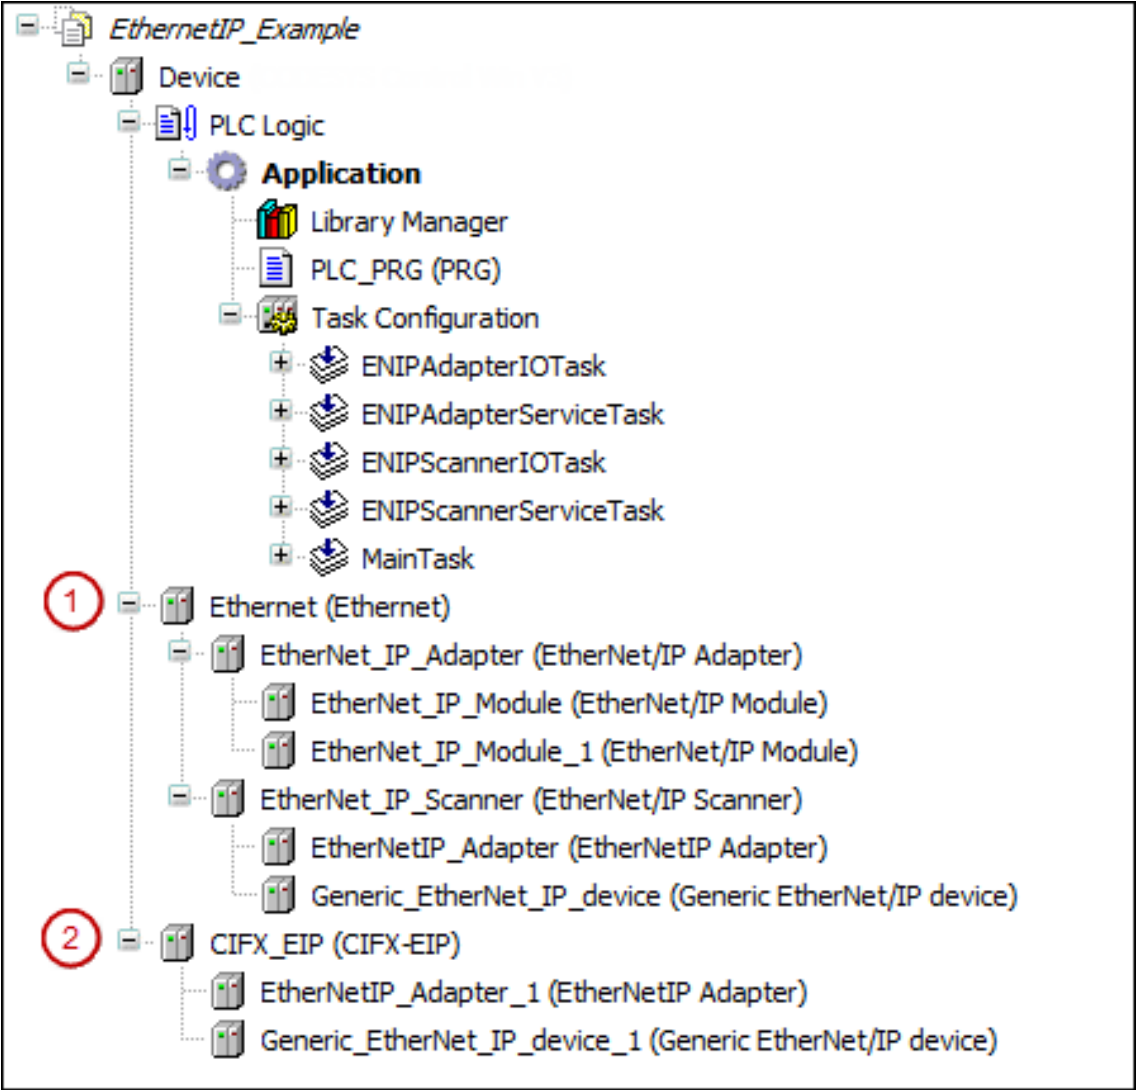 EthernetIP_Example
Device
PLC Logic
Application
Library Manager
PLC_PRG (PRG)
Task Configuration
ENIPAdapterIOTask
ENIPAdapterServiceTask
ENIPScannerIOTask
ENIPScannerServiceTask
MainTask
1 Ethernet (Ethernet)
EtherNet_IP_Adapter (EtherNet/IP Adapter)
EtherNet_IP_Module (EtherNet/IP Module)
EtherNet_IP_Module_1 (EtherNet/IP Module)
EtherNet_IP_Scanner (EtherNet/IP Scanner)
EtherNetIP_Adapter (EtherNetIP Adapter)
Generic_EtherNet_IP_device (Generic EtherNet/IP device)
2 CIFX_EIP (CIFX-EIP)
EtherNetIP_Adapter_1 (EtherNetIP Adapter)
Generic_EtherNet_IP_device_1 (Generic EtherNet/IP device)